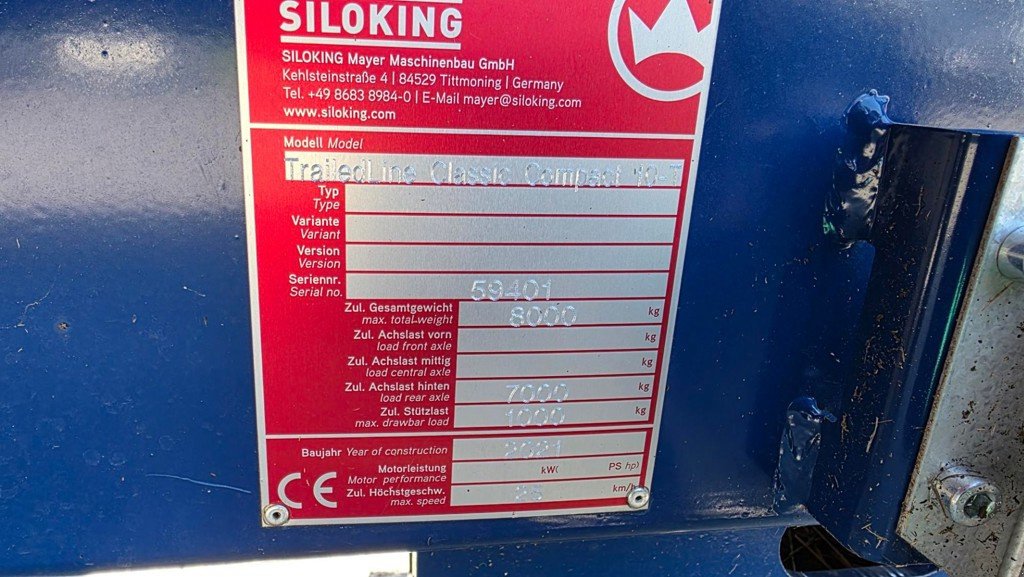 SILOKING
SILOKING Mayer Maschinenbau GmbH
Kehlsteinstraße 4 | 84529 Tittmoning | Germany
Tel. +49 8683 8984-0 | E-Mail mayer@siloking.com
www.siloking.com
Modell Model
TrailedLine Classic Compact 10-T
Typ
Type
Variante
Variant
Version
Version
Seriennr.
Serial no. 59401
Zul. Gesamtgewicht
max. total weight 8000 kg
Zul. Achslast vorn
load front axle kg
Zul. Achslast mittig
load central axle kg
Zul. Achslast hinten
load rear axle 7000 kg
Zul. Stützlast
max. drawbar load 1000 kg
Baujahr Year of construction 2021
Motorleistung
Motor performance kW( PS hp)
Zul. Höchstgeschw.
max. speed 25 km/h
CE